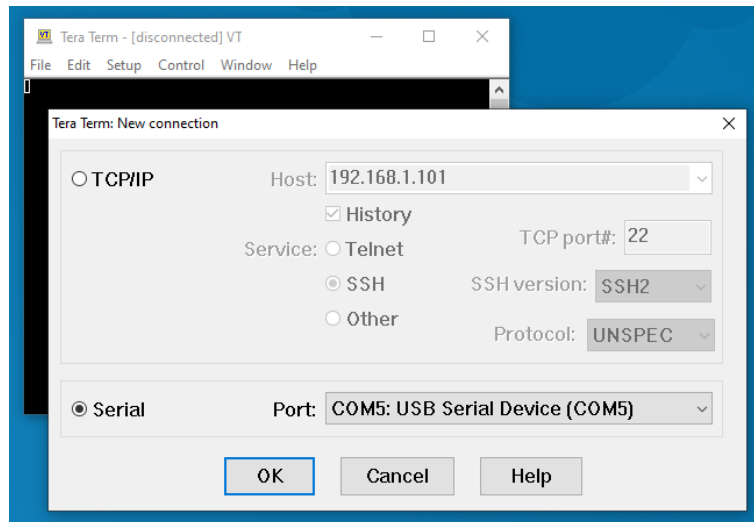 VT Tera Term - [disconnected] VT
File Edit Setup Control Window Help
Tera Term: New connection
TCP/IP Host: 192.168.1.101
History
Service: Telnet TCP port#: 22
SSH SSH version: SSH2
Other Protocol: UNSPEC
Serial Port: COM5: USB Serial Device (COM5)
OK Cancel Help